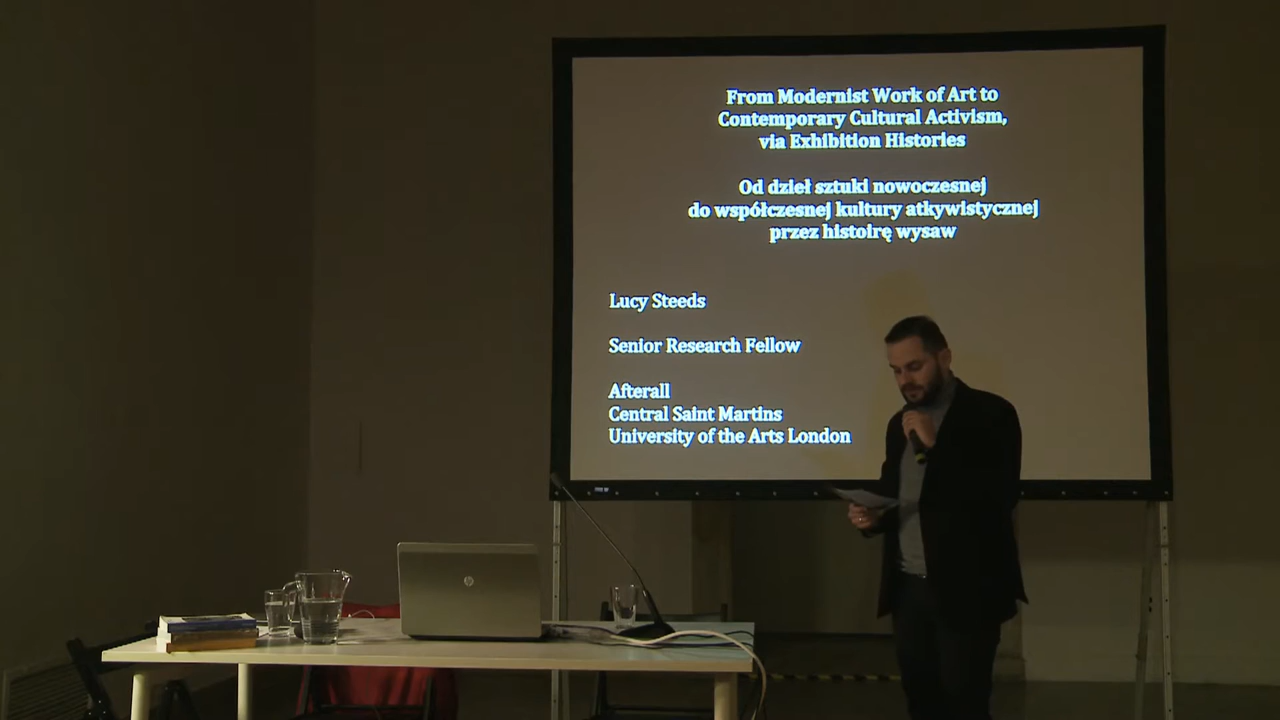 From Modernist Work of Art to
Contemporary Cultural Activism,
via Exhibition Histories
Od dzieł sztuki nowoczesnej
do współczesnej kultury atkywistycznej
przez histoirę wysaw
Lucy Steeds
Senior Research Fellow
Afterall
Central Saint Martins
University of the Arts London
hp